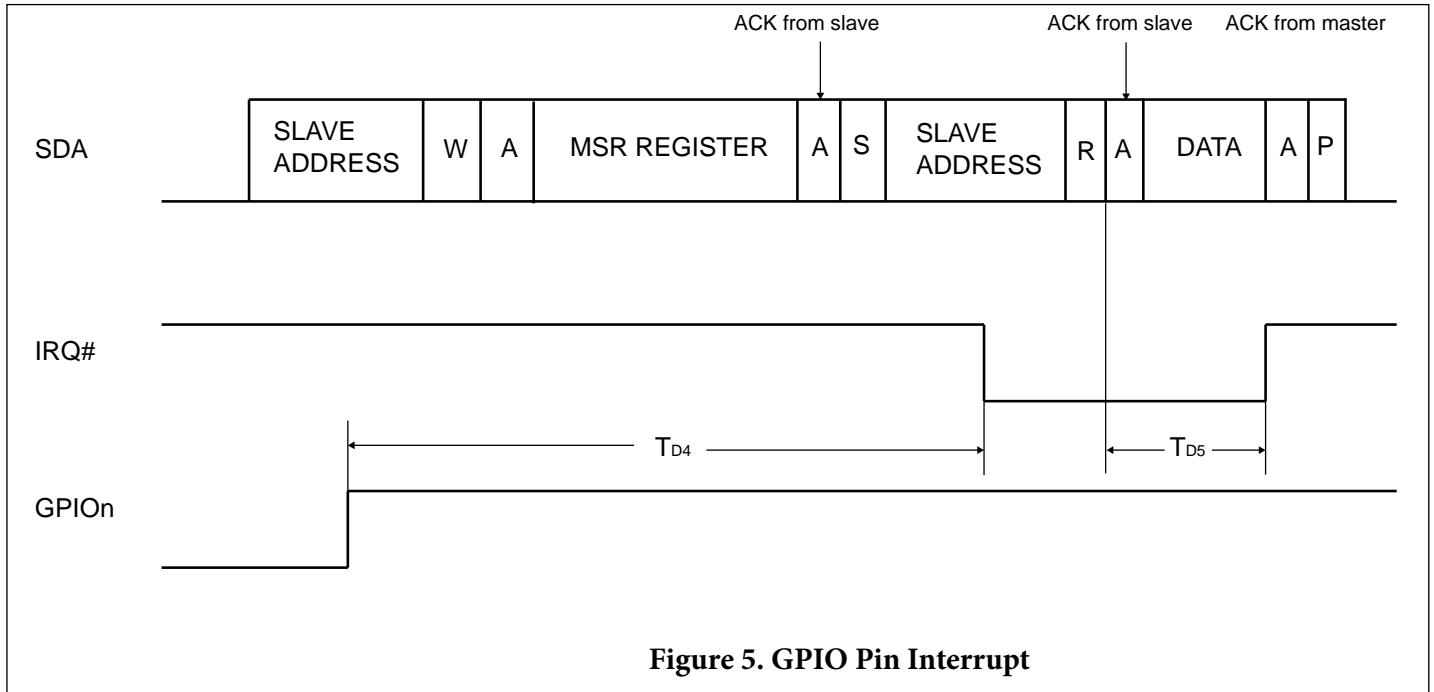 ACK from slave ACK from slave ACK from master
SDA
SLAVE ADDRESS W A MSR REGISTER A S SLAVE ADDRESS R A DATA A P
IRQ#
TD4 TD5
GPIOn
Figure 5. GPIO Pin Interrupt